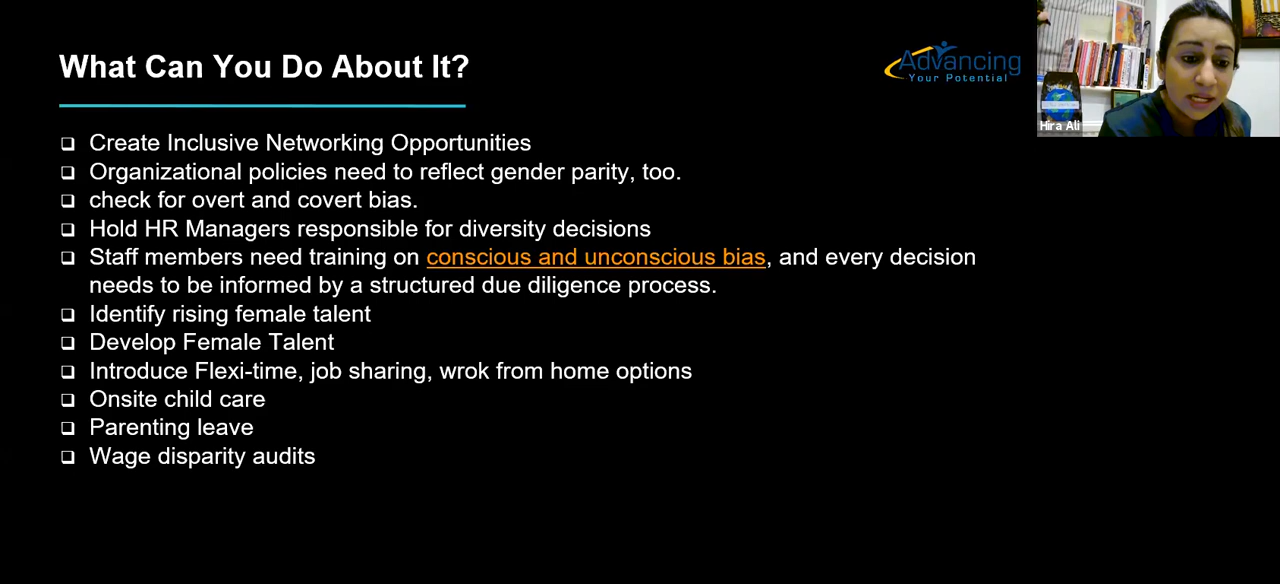 What Can You Do About It?
Advancing
Your Potential
Hira Ali
Create Inclusive Networking Opportunities
Organizational policies need to reflect gender parity, too.
check for overt and covert bias.
Hold HR Managers responsible for diversity decisions
Staff members need training on conscious and unconscious bias, and every decision
needs to be informed by a structured due diligence process.
Identify rising female talent
Develop Female Talent
Introduce Flexi-time, job sharing, wrok from home options
Onsite child care
Parenting leave
Wage disparity audits